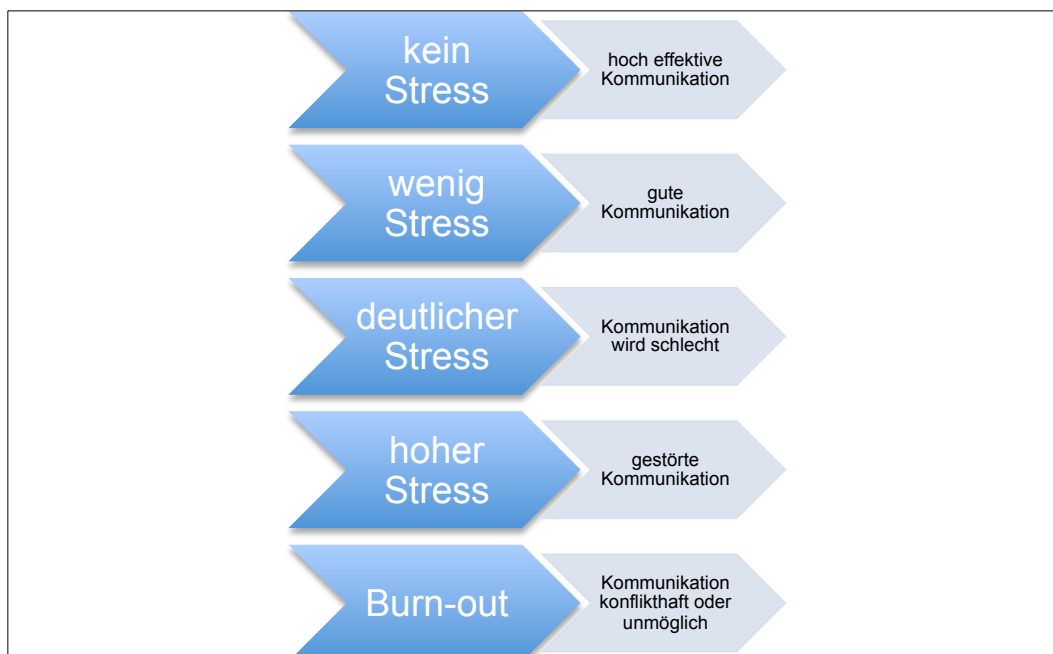 kein
Stress
hoch effektive
Kommunikation
wenig
Stress
gute
Kommunikation
deutlicher
Stress
Kommunikation
wird schlecht
hoher
Stress
gestörte
Kommunikation
Burn-out
Kommunikation
konflikthaft oder
unmöglich